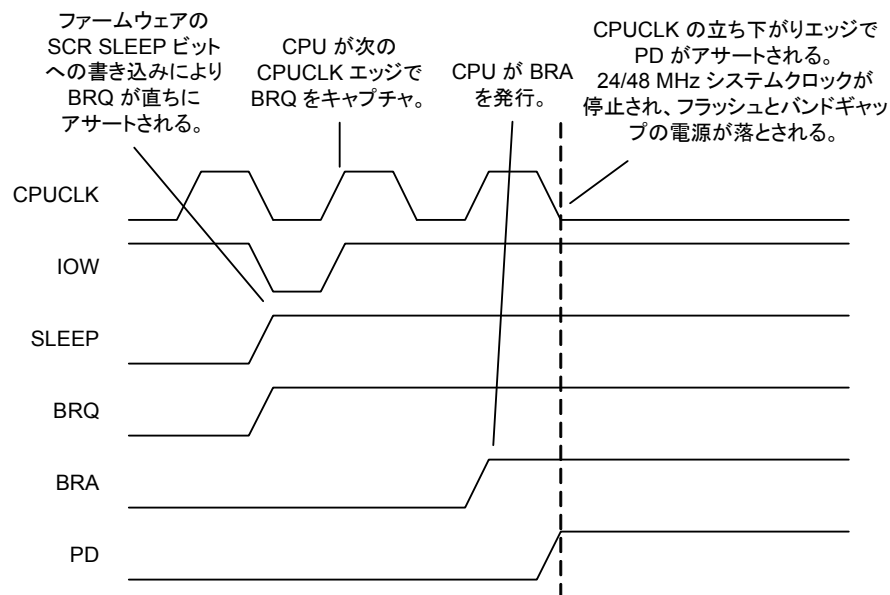 ファームウェアの
SCR SLEEP ビット
への書き込みにより
BRQ が直ちに
アサートされる。
CPU が次の
CPUCLK エッジで
BRQ をキャプチャ。
CPU が BRA
を発行。
CPUCLK の立ち下がりエッジで
PD がアサートされる。
24/48 MHz システムクロックが
停止され、フラッシュとバンドギャッ
プの電源が落とされる。
CPUCLK
IOW
SLEEP
BRQ
BRA
PD